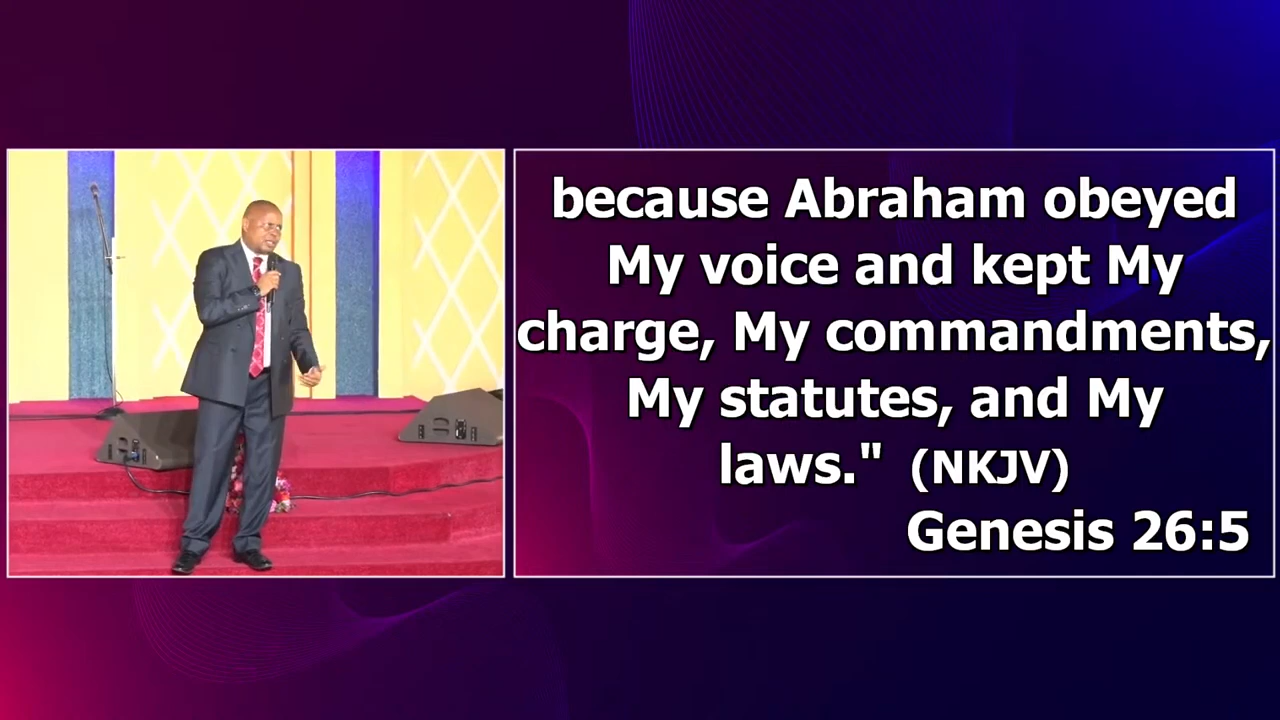 because Abraham obeyed
My voice and kept My
charge, My commandments,
My statutes, and My
laws." (NKJV)
Genesis 26:5